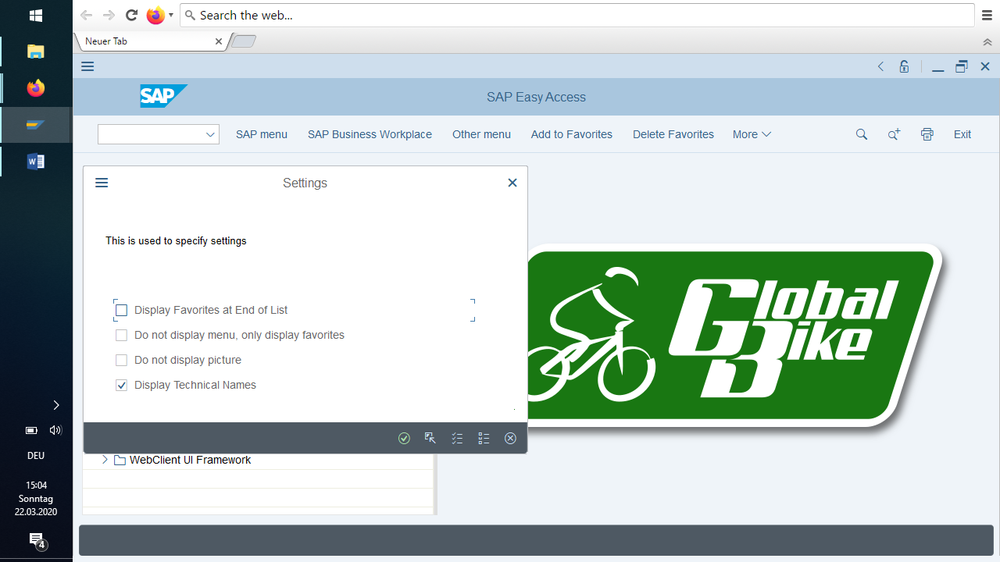 Search the web...
Neuer Tab
SAP
SAP Easy Access
SAP menu
SAP Business Workplace
Other menu
Add to Favorites
Delete Favorites
More
Exit
Settings
This is used to specify settings
Display Favorites at End of List
Do not display menu, only display favorites
Do not display picture
Display Technical Names
WebClient UI Framework
Global
Bike
DEU
15:04
Sonntag
22.03.2020
4